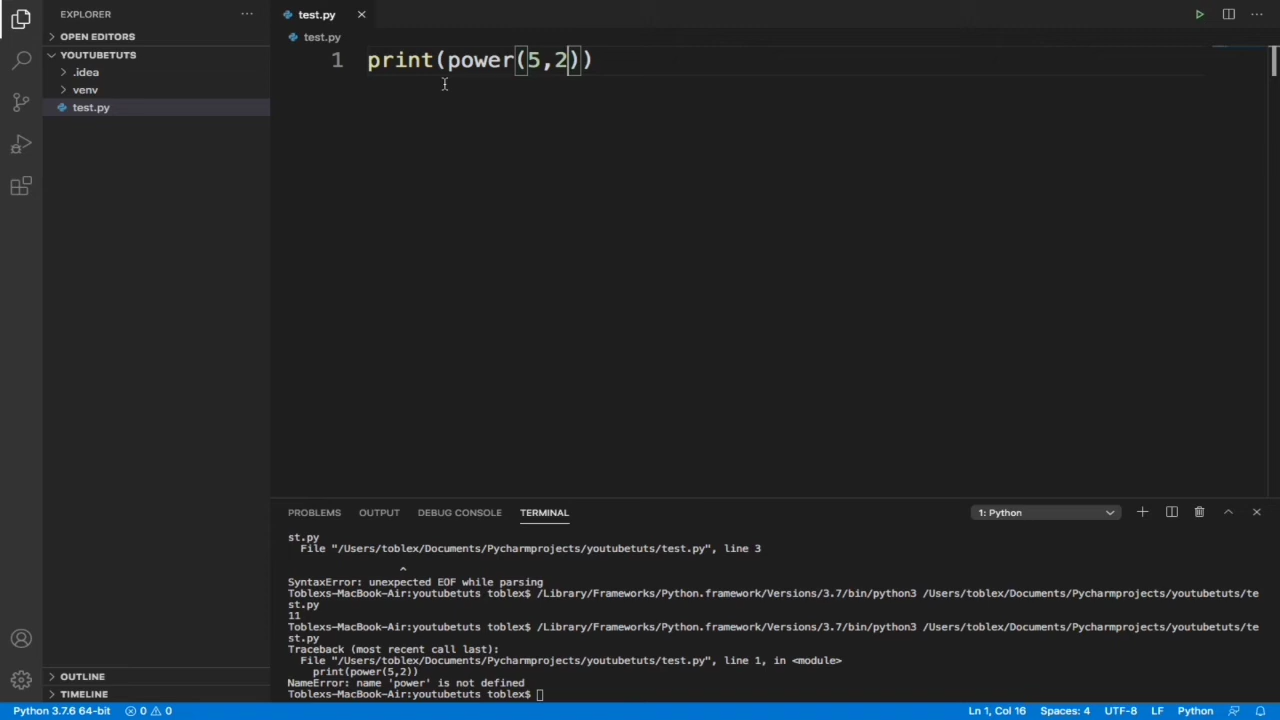 EXPLORER
OPEN EDITORS
YOUTUBETUTS
.idea
venv
test.py
OUTLINE
TIMELINE
test.py
test.py
1 print(power(5,2))
PROBLEMS OUTPUT DEBUG CONSOLE TERMINAL 1: Python
st.py
File "/Users/toblex/Documents/Pycharmprojects/youtubetuts/test.py", line 3
^
SyntaxError: unexpected EOF while parsing
Toblexs-MacBook-Air:youtubetuts toblex$ /Library/Frameworks/Python.framework/Versions/3.7/bin/python3 /Users/toblex/Documents/Pycharmprojects/youtubetuts/te
st.py
11
Toblexs-MacBook-Air:youtubetuts toblex$ /Library/Frameworks/Python.framework/Versions/3.7/bin/python3 /Users/toblex/Documents/Pycharmprojects/youtubetuts/te
st.py
Traceback (most recent call last):
File "/Users/toblex/Documents/Pycharmprojects/youtubetuts/test.py", line 1, in <module>
print(power(5,2))
NameError: name 'power' is not defined
Toblexs-MacBook-Air:youtubetuts toblex$
Python 3.7.6 64-bit 0 0 Ln 1, Col 16 Spaces: 4 UTF-8 LF Python